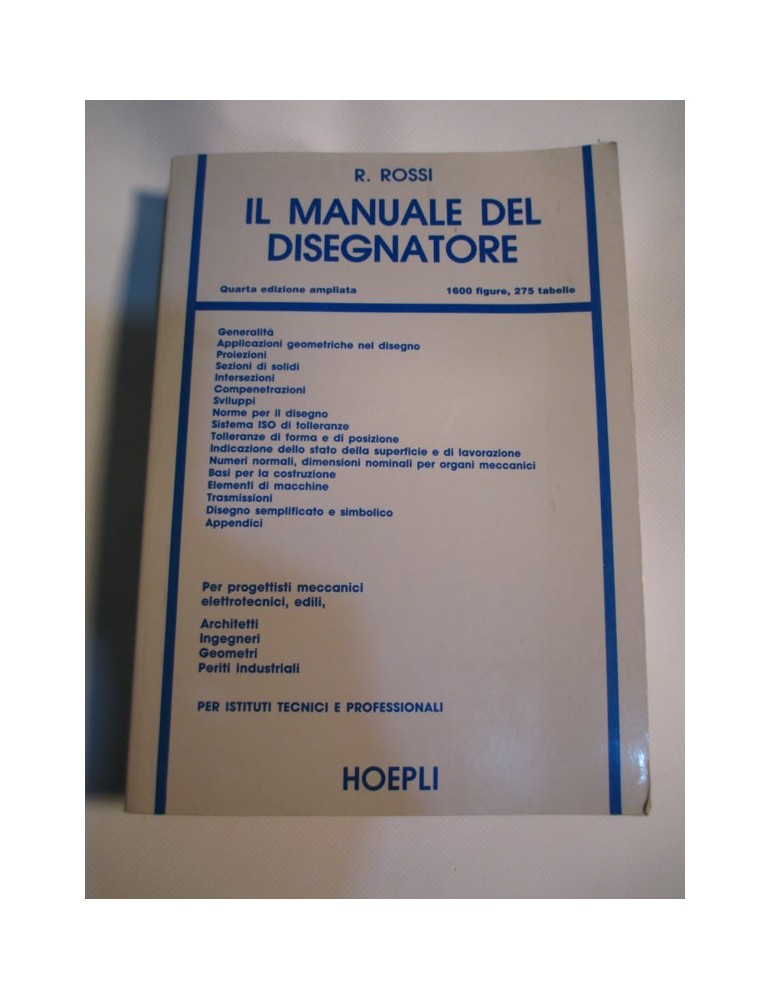 R. ROSSI
IL MANUALE DEL
DISEGNATORE
Quarta edizione ampliata 1600 figure, 275 tabelle
Generalità
Applicazioni geometriche nel disegno
Proiezioni
Sezioni di solidi
Intersezioni
Compenetrazioni
Sviluppi
Norme per il disegno
Sistema ISO di tolleranze
Tolleranze di forma e di posizione
Indicazione dello stato della superficie e di lavorazione
Numeri normali, dimensioni nominali per organi meccanici
Basi per la costruzione
Elementi di macchine
Trasmissioni
Disegno semplificato e simbolico
Appendici
Per progettisti meccanici
elettrotecnici, edili,
Architetti
Ingegneri
Geometri
Periti industriali
PER ISTITUTI TECNICI E PROFESSIONALI
HOEPLI